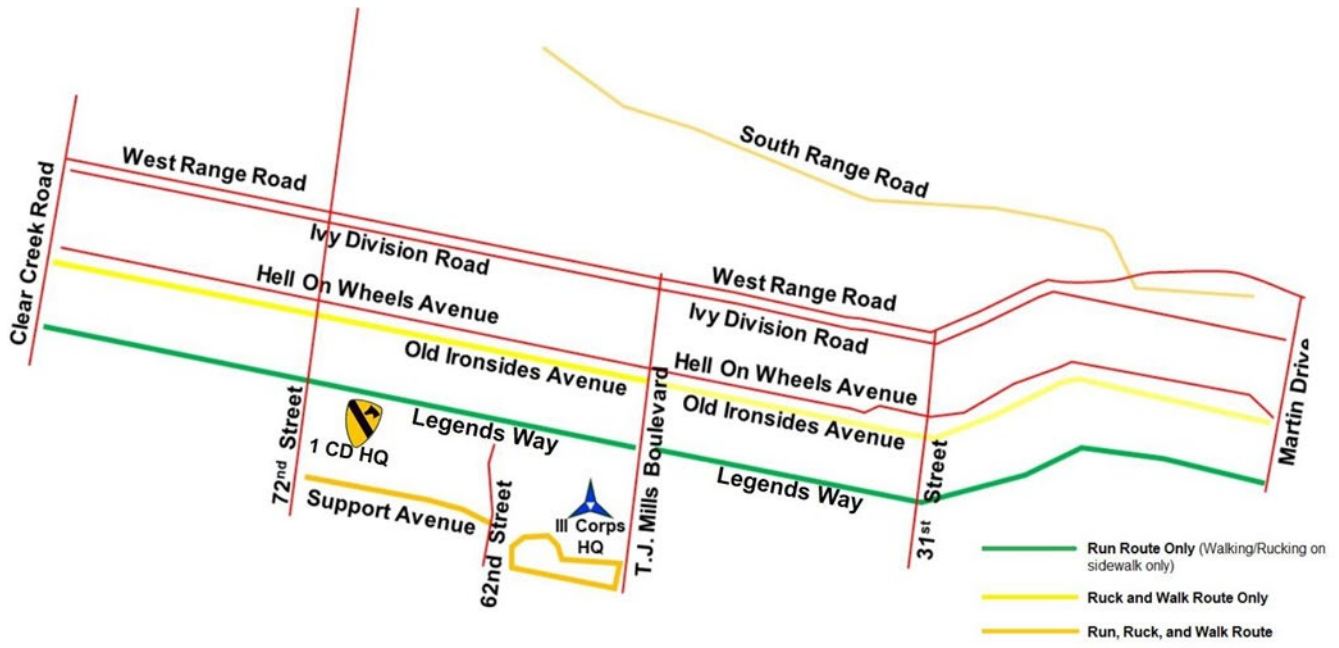 South Range Road
West Range Road
Clear Creek Road
Ivy Division Road
Hell On Wheels Avenue
West Range Road
Ivy Division Road
Old Ironsides Avenue
Hell On Wheels Avenue
Old Ironsides Avenue
Martin Drive
72nd Street
1 CD HQ
Legends Way
T.J. Mills Boulevard
Legends Way
31st Street
Support Avenue
62nd Street
III Corps
HQ
Run Route Only (Walking/Rucking on
sidewalk only)
Ruck and Walk Route Only
Run, Ruck, and Walk Route